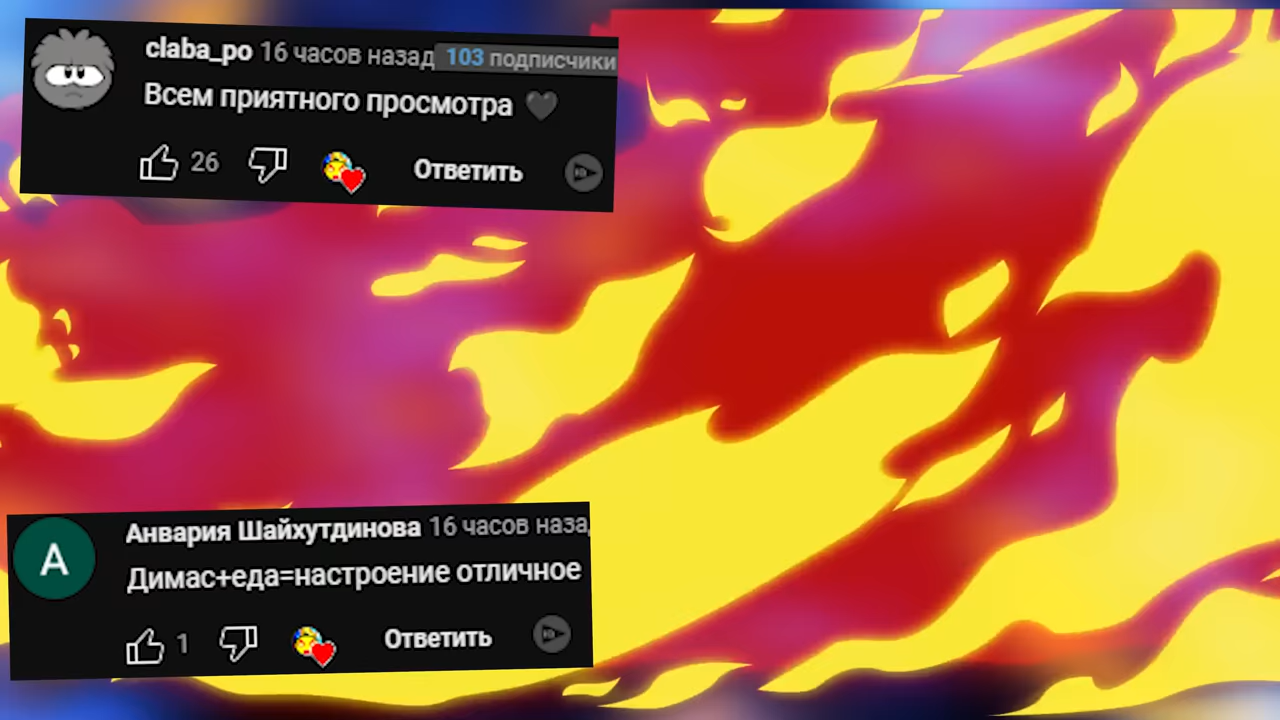 claba_po 16 часов назад 103 подписчики
Всем приятного просмотра 🖤
26 Ответить
Анвария Шайхутдинова 16 часов наза
Димас+еда=настроение отличное
A
1 Ответить